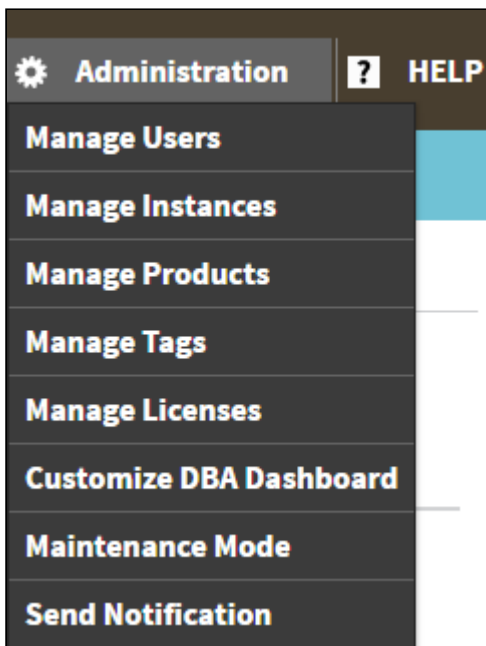 Administration ? HELP
Manage Users
Manage Instances
Manage Products
Manage Tags
Manage Licenses
Customize DBA Dashboard
Maintenance Mode
Send Notification